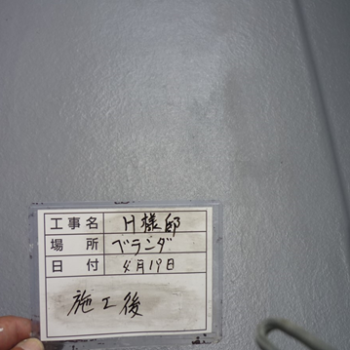 工事名 H様邸
場所 ベランダ
日付 4月19日
施工後